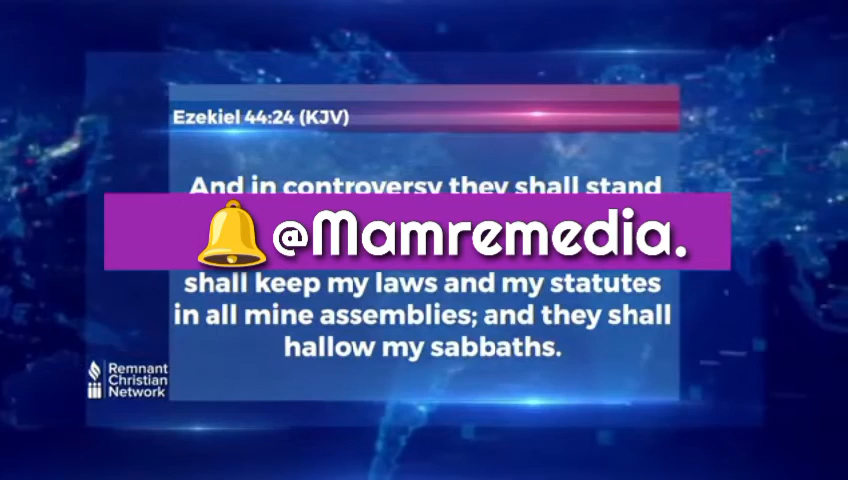 Ezekiel 44:24 (KJV)
And in controversy they shall stand
@Mamremedia.
shall keep my laws and my statutes
in all mine assemblies; and they shall
hallow my sabbaths.
Remnant
Christian
Network